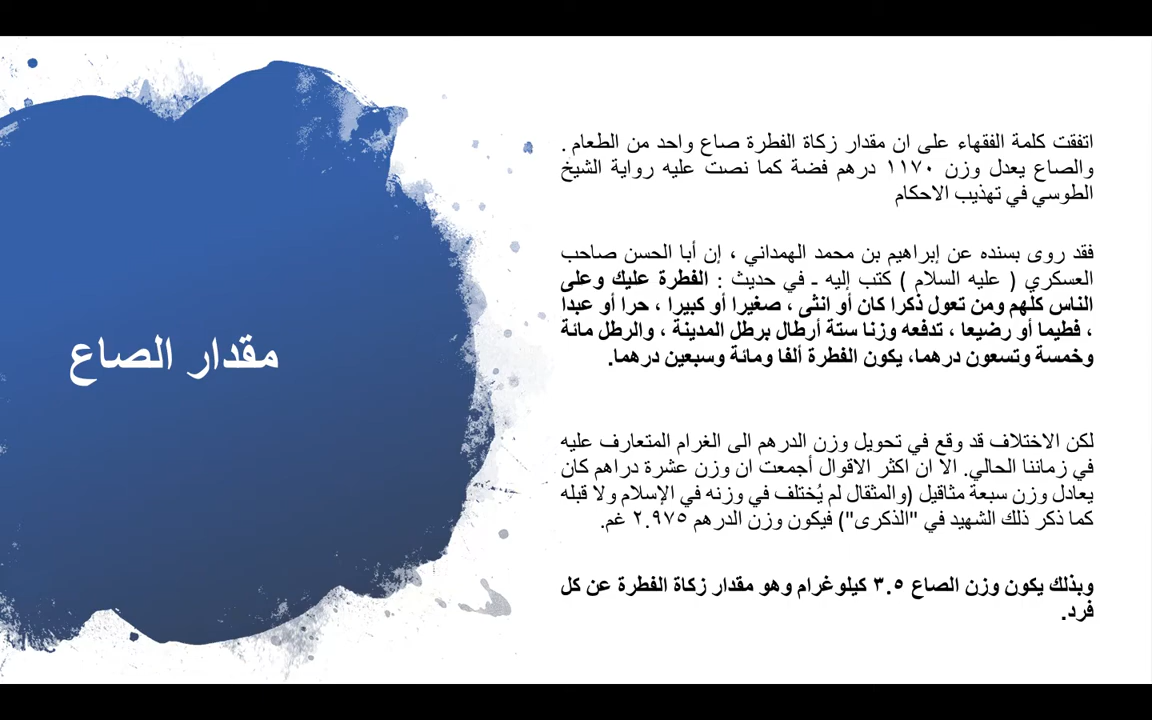 مقدار الصاع
اتفقت كلمة الفقهاء على ان مقدار زكاة الفطرة صاع واحد من الطعام .
والصاع يعدل وزن ١١٧٠ درهم فضة كما نصت عليه رواية الشيخ
الطوسي في تهذيب الاحكام
فقد روى بسنده عن إبراهيم بن محمد الهمداني ، إن أبا الحسن صاحب
العسكري ( عليه السلام ) كتب إليه ـ في حديث : الفطرة عليك وعلى
الناس كلهم ومن تعول ذكرا كان أو انثى ، صغيرا أو كبيرا ، حرا أو عبدا
، فطيما أو رضيعا ، تدفعه وزنا ستة أرطال برطل المدينة ، والرطل مائة
وخمسة وتسعون درهما، يكون الفطرة ألفا ومائة وسبعين درهما.
لكن الاختلاف قد وقع في تحويل وزن الدرهم الى الغرام المتعارف عليه
في زماننا الحالي. الا ان اكثر الاقوال أجمعت ان وزن عشرة دراهم كان
يعادل وزن سبعة مثاقيل (والمثقال لم يُختلف في وزنه في الإسلام ولا قبله
كما ذكر ذلك الشهيد في "الذكرى") فيكون وزن الدرهم ٢.٩٧٥ غم.
وبذلك يكون وزن الصاع ٣.٥ كيلوغرام وهو مقدار زكاة الفطرة عن كل
فرد.